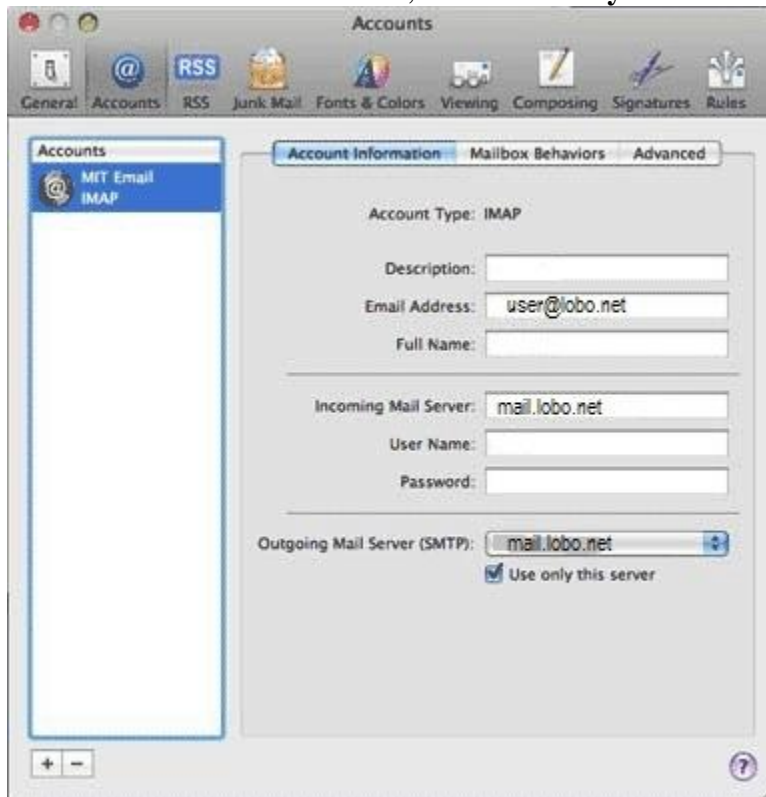 Accounts
General Accounts RSS Junk Mail Fonts & Colors Viewing Composing Signatures Rules
RSS
Accounts
MIT Email
IMAP
Account Information Mailbox Behaviors Advanced
Account Type: IMAP
Description:
Email Address: user@lobo.net
Full Name:
Incoming Mail Server: mail.lobo.net
User Name:
Password:
Outgoing Mail Server (SMTP): mail.lobo.net
Use only this server